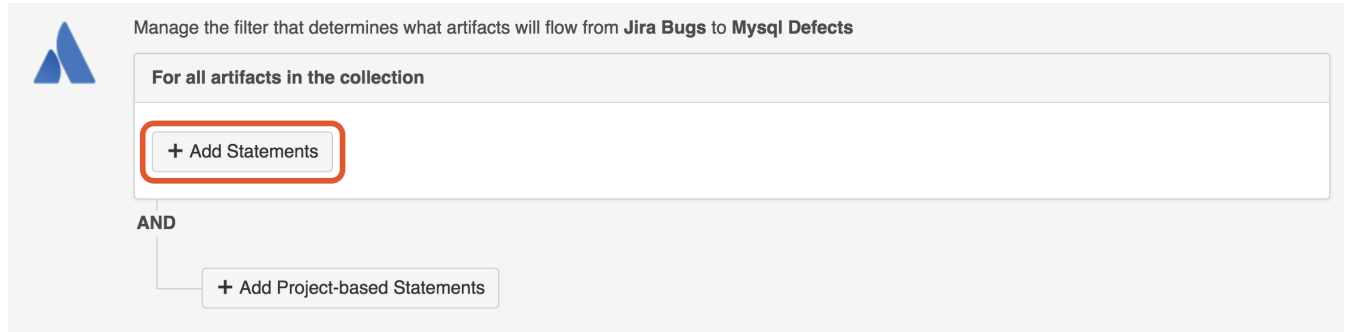 Manage the filter that determines what artifacts will flow from Jira Bugs to Mysql Defects
For all artifacts in the collection
+ Add Statements
AND
+ Add Project-based Statements